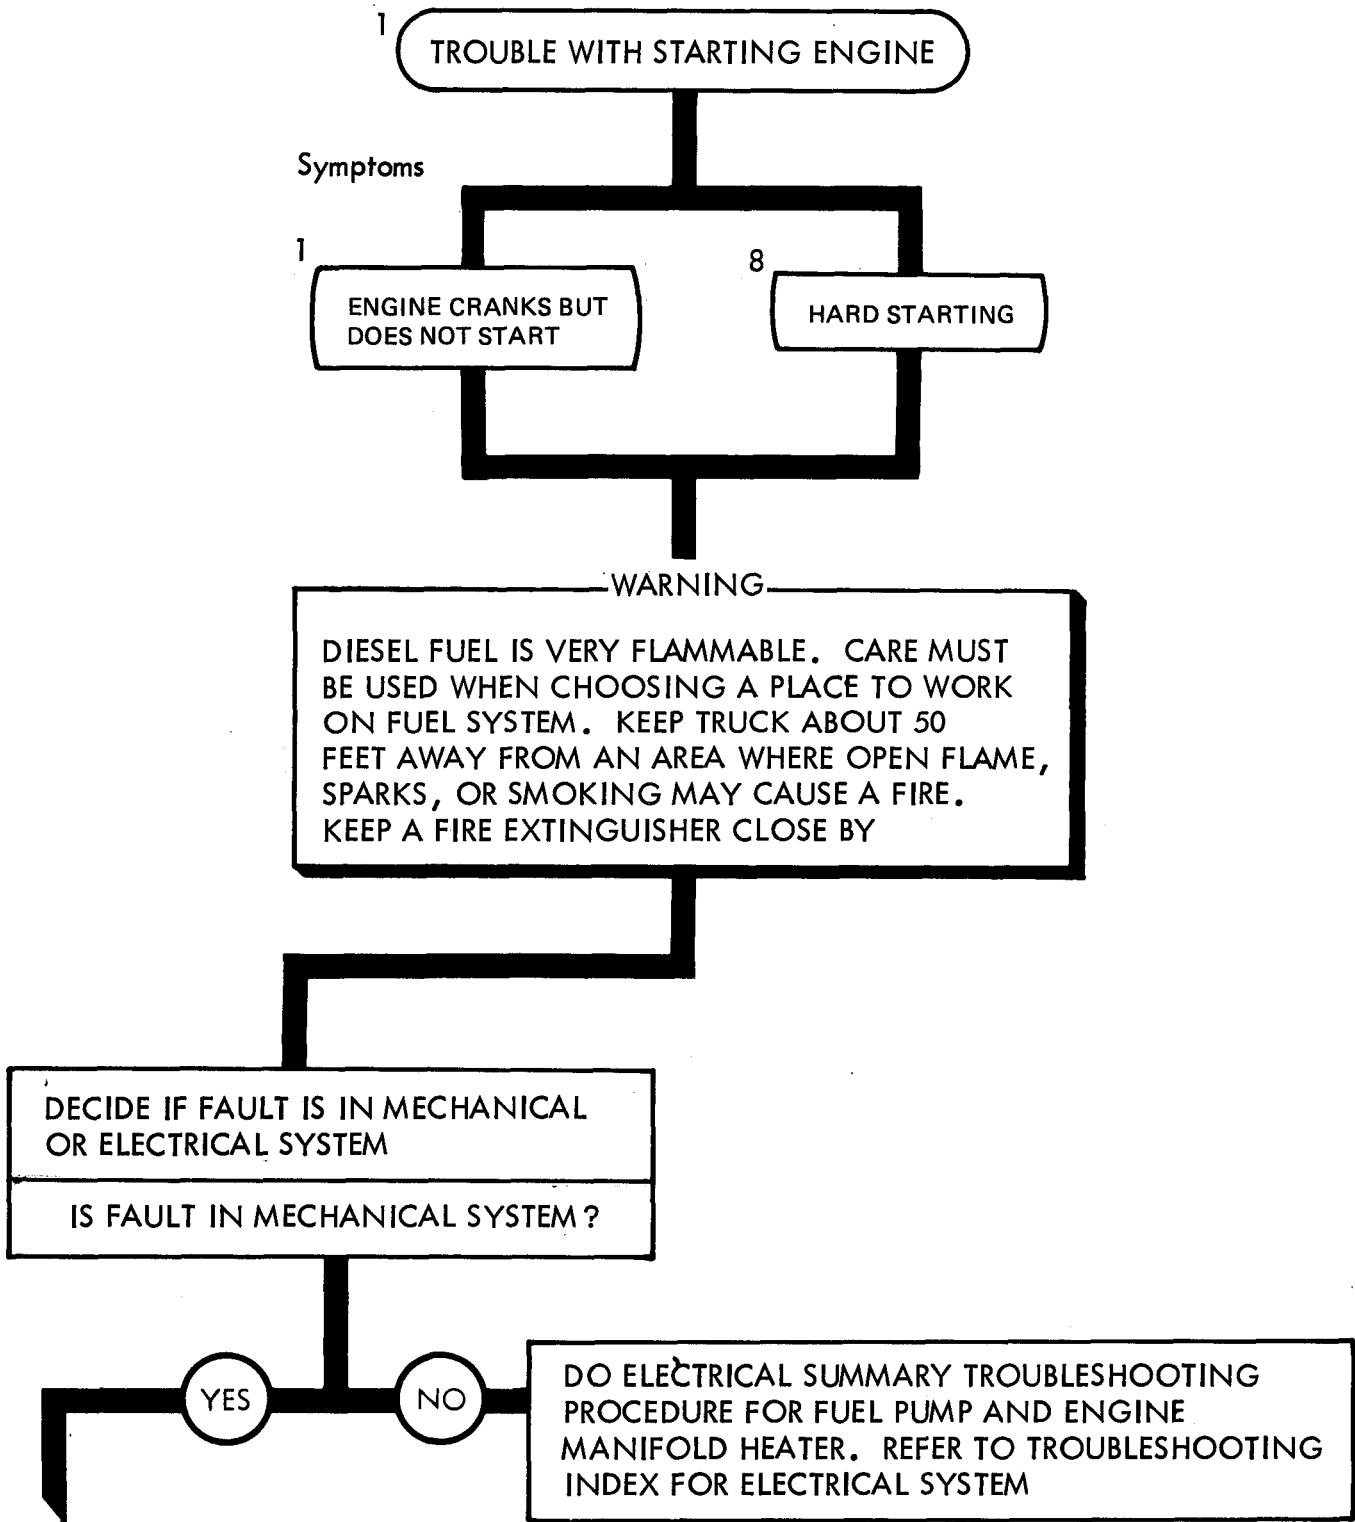 1
TROUBLE WITH STARTING ENGINE
Symptoms
1
ENGINE CRANKS BUT
DOES NOT START
8
HARD STARTING
WARNING
DIESEL FUEL IS VERY FLAMMABLE. CARE MUST
BE USED WHEN CHOOSING A PLACE TO WORK
ON FUEL SYSTEM. KEEP TRUCK ABOUT 50
FEET AWAY FROM AN AREA WHERE OPEN FLAME,
SPARKS, OR SMOKING MAY CAUSE A FIRE.
KEEP A FIRE EXTINGUISHER CLOSE BY
DECIDE IF FAULT IS IN MECHANICAL
OR ELECTRICAL SYSTEM
IS FAULT IN MECHANICAL SYSTEM?
YES
NO
DO ELECTRICAL SUMMARY TROUBLESHOOTING
PROCEDURE FOR FUEL PUMP AND ENGINE
MANIFOLD HEATER. REFER TO TROUBLESHOOTING
INDEX FOR ELECTRICAL SYSTEM